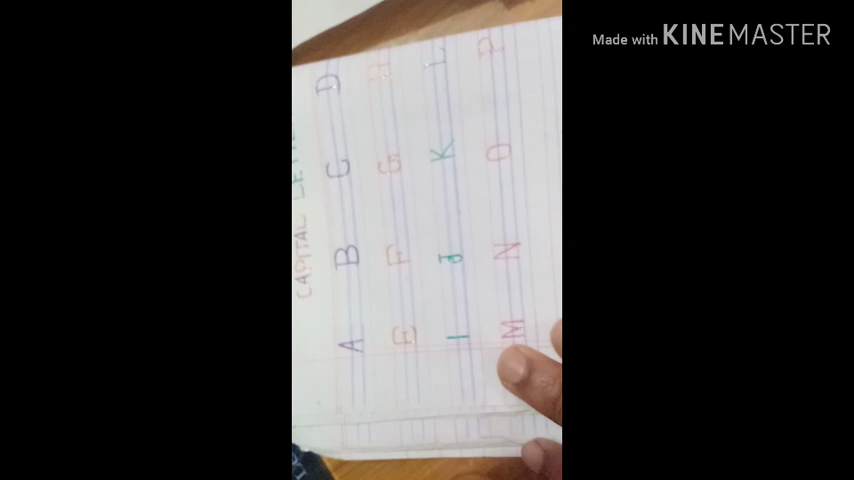 Made with KINEMASTER
CAPITAL
A B C D
E F G H
I J K L
M N O P